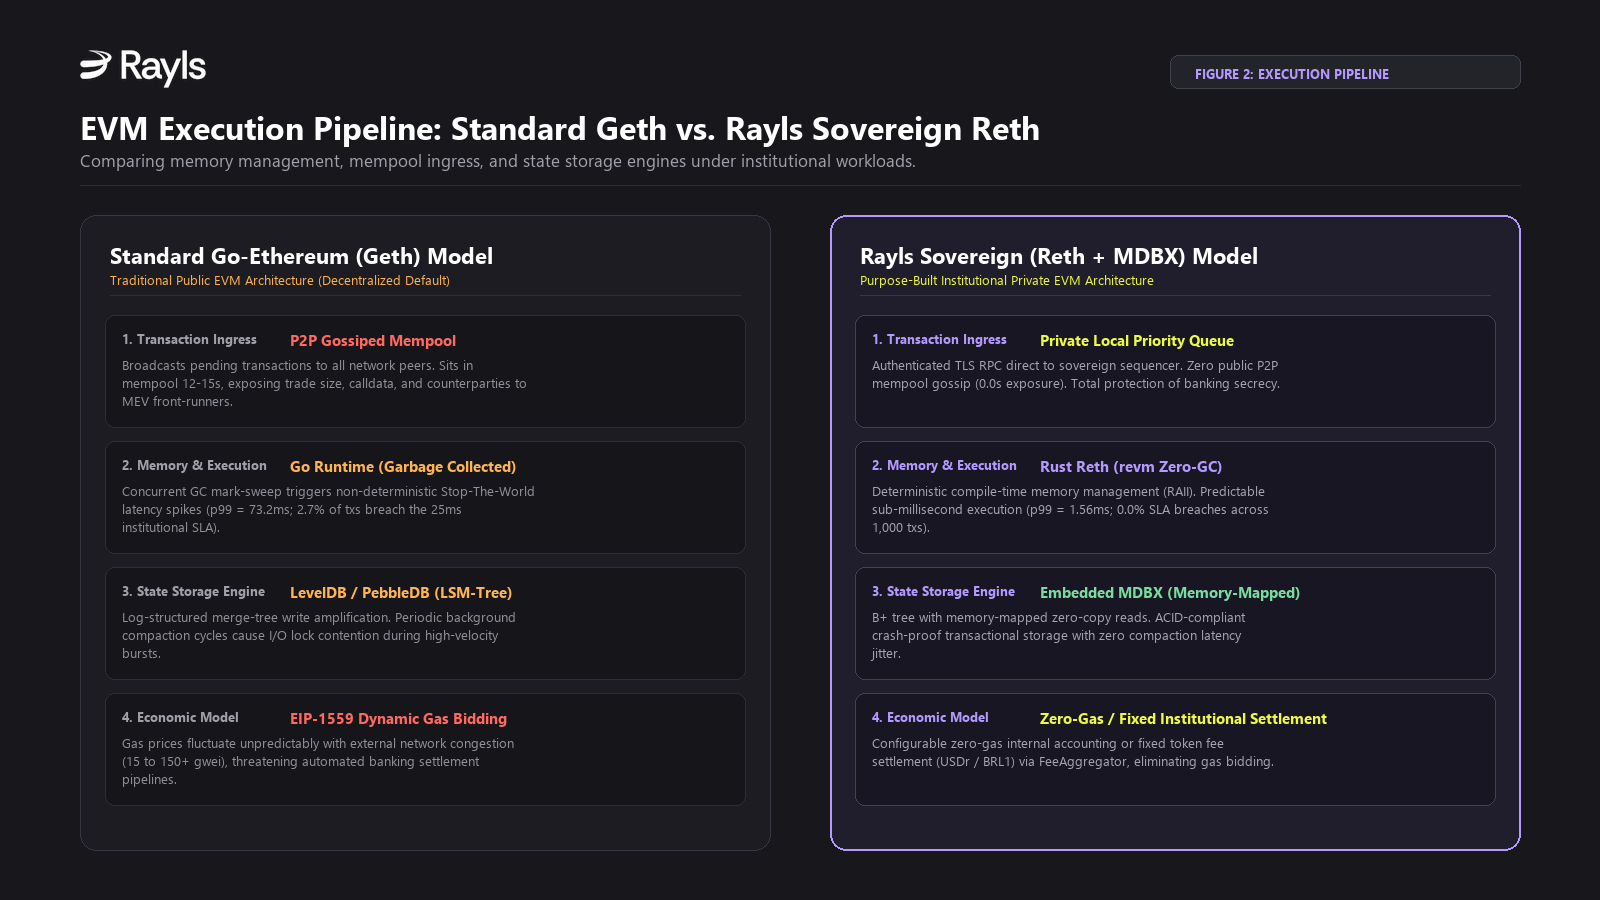 Rayls
FIGURE 2: EXECUTION PIPELINE
EVM Execution Pipeline: Standard Geth vs. Rayls Sovereign Reth
Comparing memory management, mempool ingress, and state storage engines under institutional workloads.
Standard Go-Ethereum (Geth) Model
Traditional Public EVM Architecture (Decentralized Default)
1. Transaction Ingress P2P Gossiped Mempool
Broadcasts pending transactions to all network peers. Sits in
mempool 12-15s, exposing trade size, calldata, and counterparties to
MEV front-runners.
2. Memory & Execution Go Runtime (Garbage Collected)
Concurrent GC mark-sweep triggers non-deterministic Stop-The-World
latency spikes (p99 = 73.2ms; 2.7% of txs breach the 25ms
institutional SLA).
3. State Storage Engine LevelDB / PebbleDB (LSM-Tree)
Log-structured merge-tree write amplification. Periodic background
compaction cycles cause I/O lock contention during high-velocity
bursts.
4. Economic Model EIP-1559 Dynamic Gas Bidding
Gas prices fluctuate unpredictably with external network congestion
(15 to 150+ gwei), threatening automated banking settlement
pipelines.
Rayls Sovereign (Reth + MDBX) Model
Purpose-Built Institutional Private EVM Architecture
1. Transaction Ingress Private Local Priority Queue
Authenticated TLS RPC direct to sovereign sequencer. Zero public P2P
mempool gossip (0.0s exposure). Total protection of banking secrecy.
2. Memory & Execution Rust Reth (revm Zero-GC)
Deterministic compile-time memory management (RAII). Predictable
sub-millisecond execution (p99 = 1.56ms; 0.0% SLA breaches across
1,000 txs).
3. State Storage Engine Embedded MDBX (Memory-Mapped)
B+ tree with memory-mapped zero-copy reads. ACID-compliant
crash-proof transactional storage with zero compaction latency
jitter.
4. Economic Model Zero-Gas / Fixed Institutional Settlement
Configurable zero-gas internal accounting or fixed token fee
settlement (USDr / BRL1) via FeeAggregator, eliminating gas bidding.